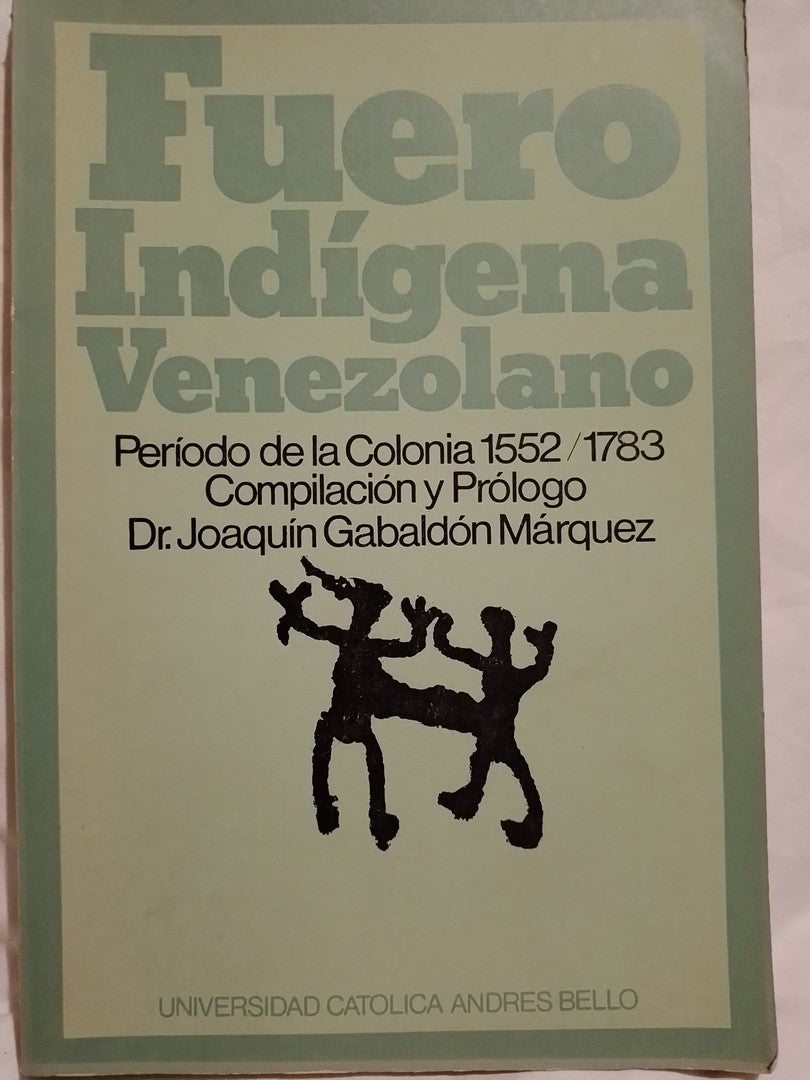 Fuero
Indígena
Venezolano
Período de la Colonia 1552/1783
Compilación y Prólogo
Dr. Joaquín Gabaldón Márquez
UNIVERSIDAD CATOLICA ANDRES BELLO